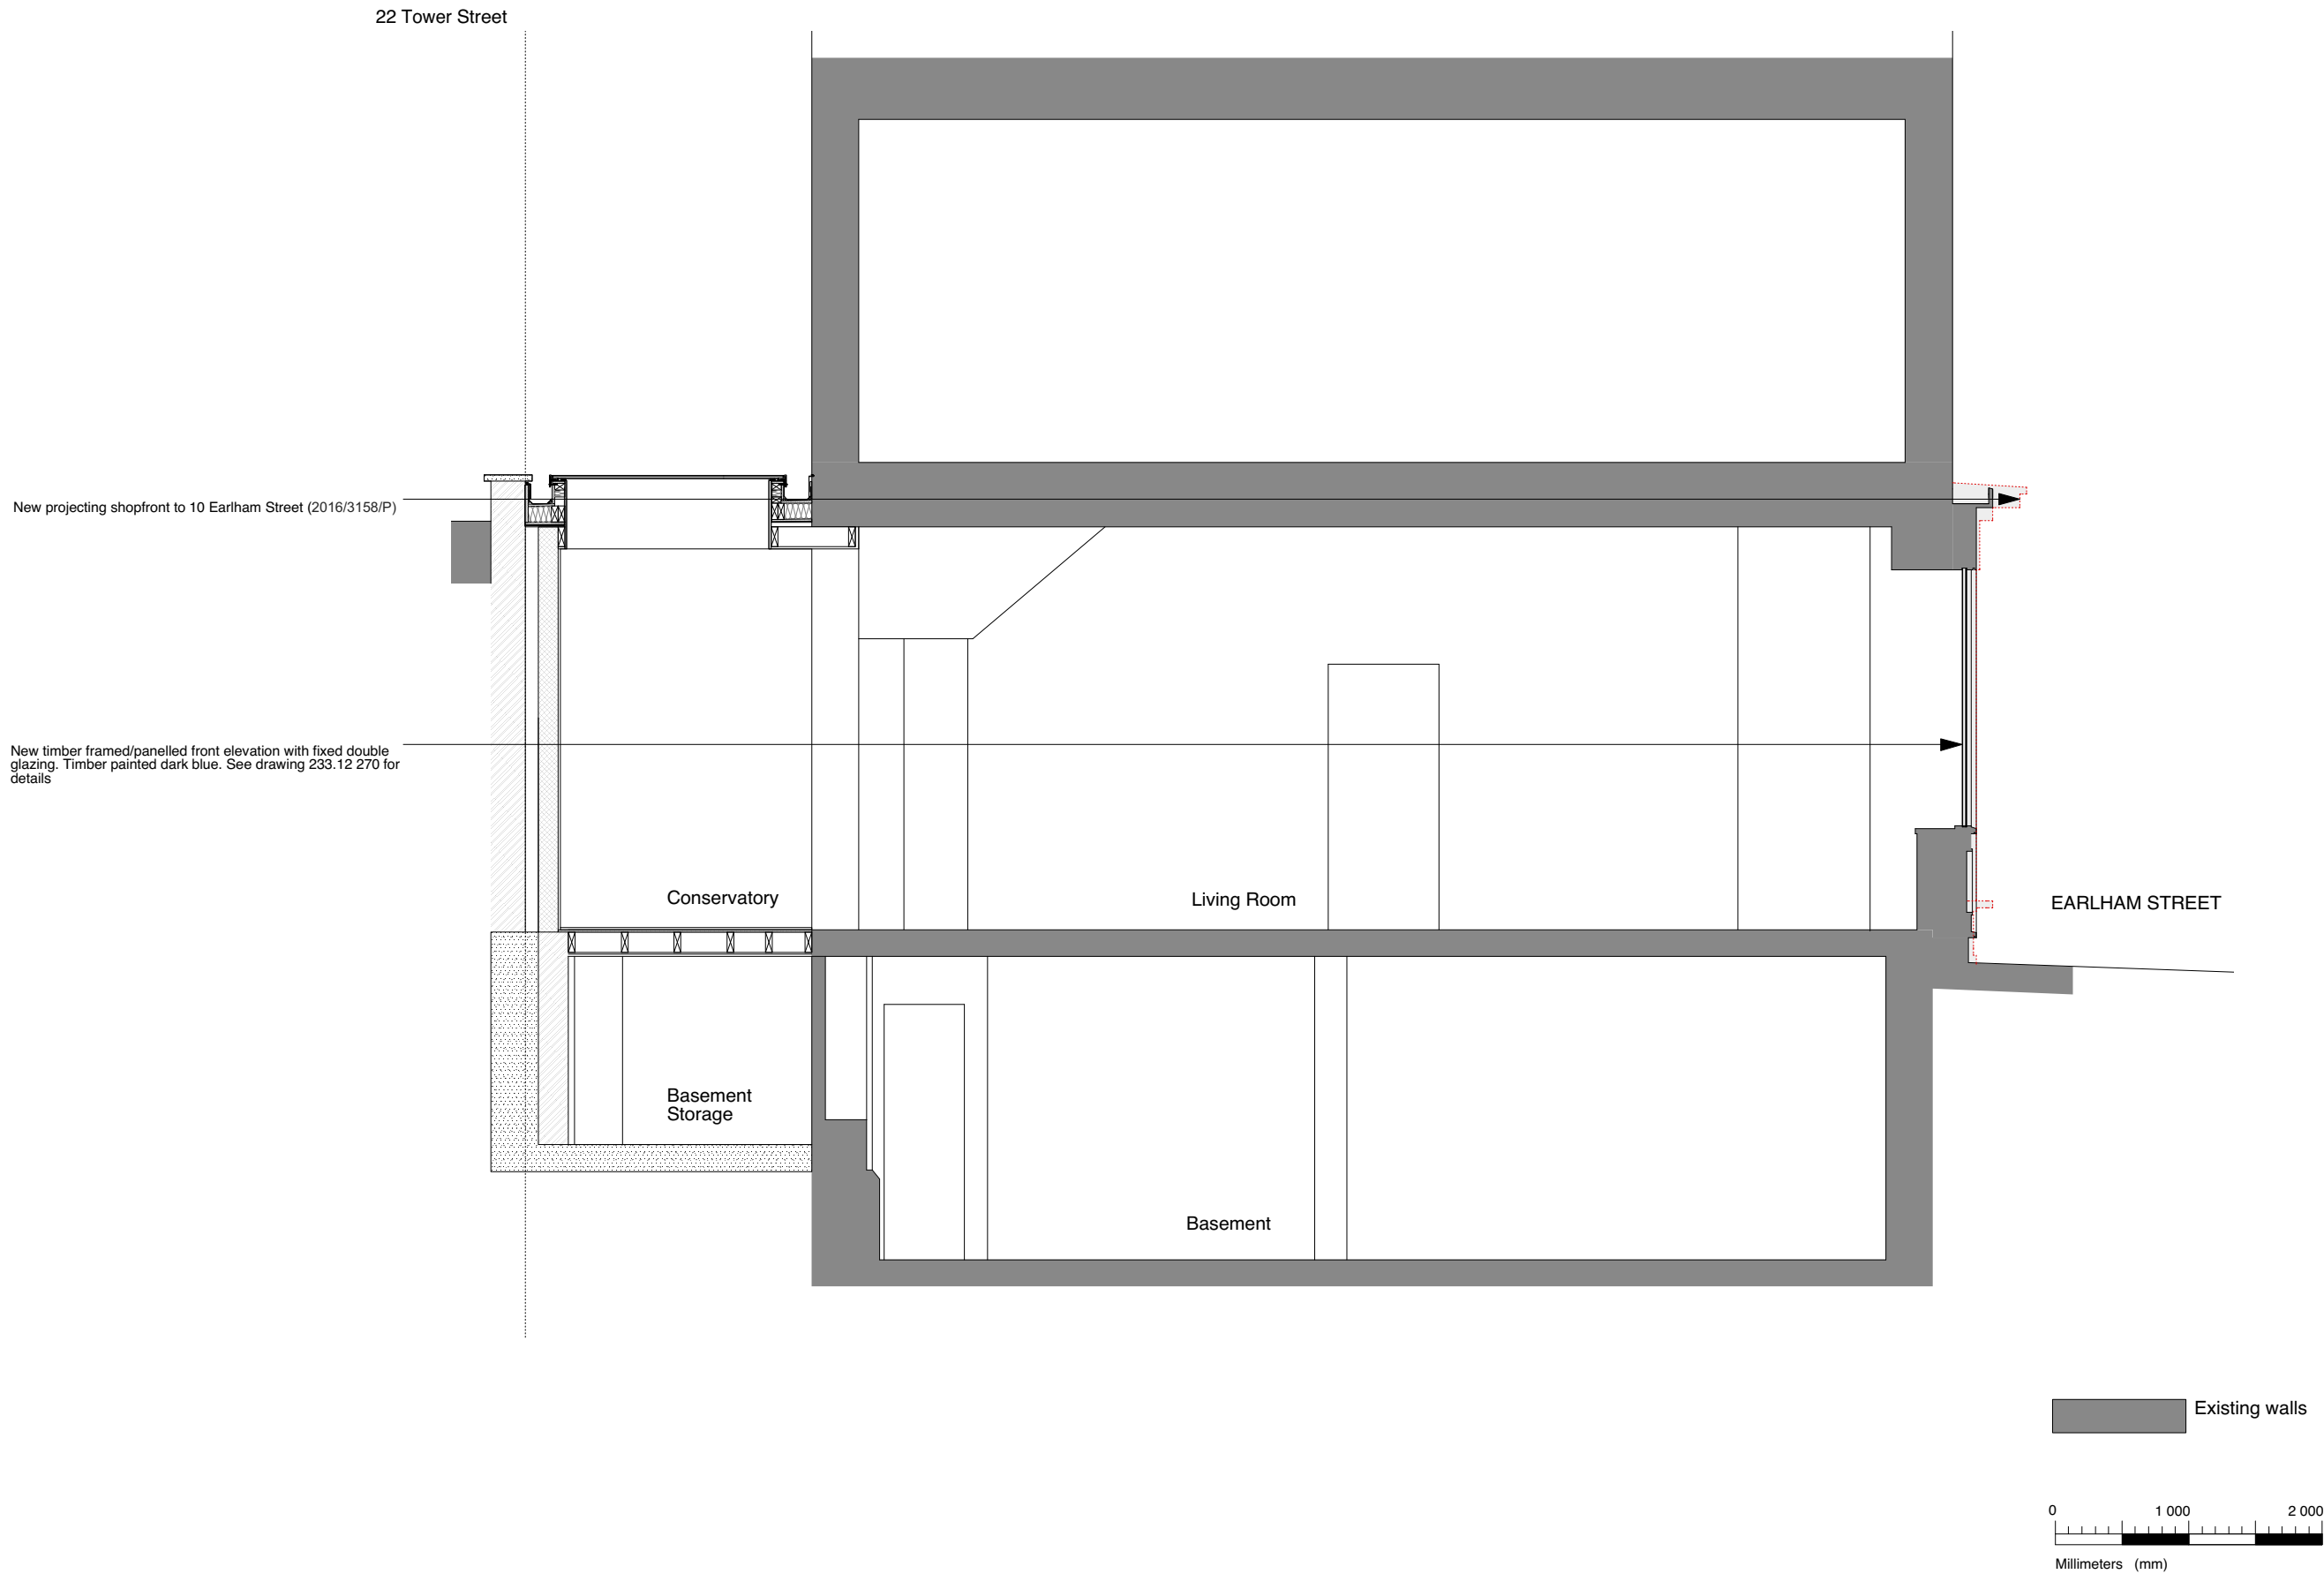 22 Tower Street
New projecting shopfront to 10 Earlham Street (2016/3158/P)
New timber framed/panelled front elevation with fixed double
glazing. Timber painted dark blue. See drawing 233.12 270 for
details
Conservatory
Living Room
EARLHAM STREET
Basement
Storage
Basement
Existing walls
0 1 000 2 000
Millimeters (mm)